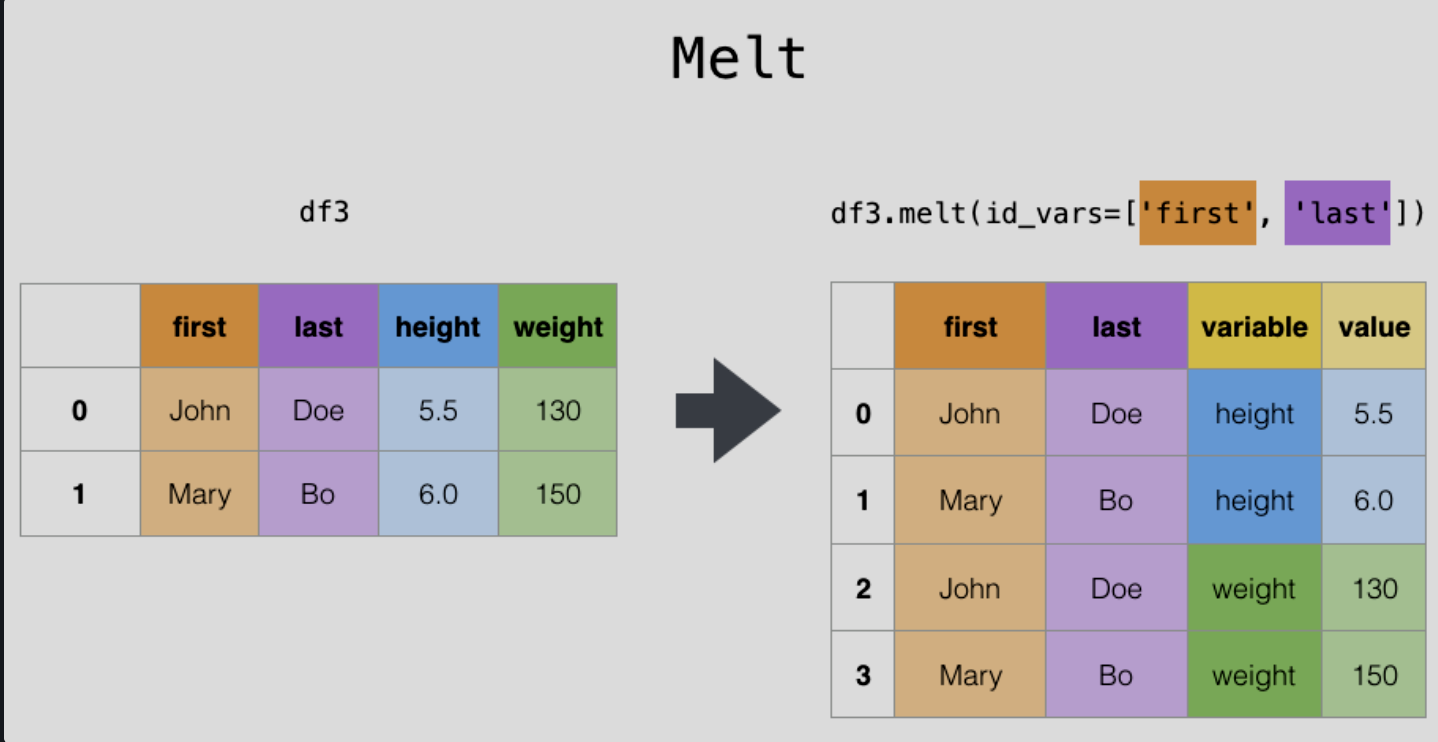 Melt
df3
first last height weight
0 John Doe 5.5 130
1 Mary Bo 6.0 150
df3.melt(id_vars=['first', 'last'])
first last variable value
0 John Doe height 5.5
1 Mary Bo height 6.0
2 John Doe weight 130
3 Mary Bo weight 150